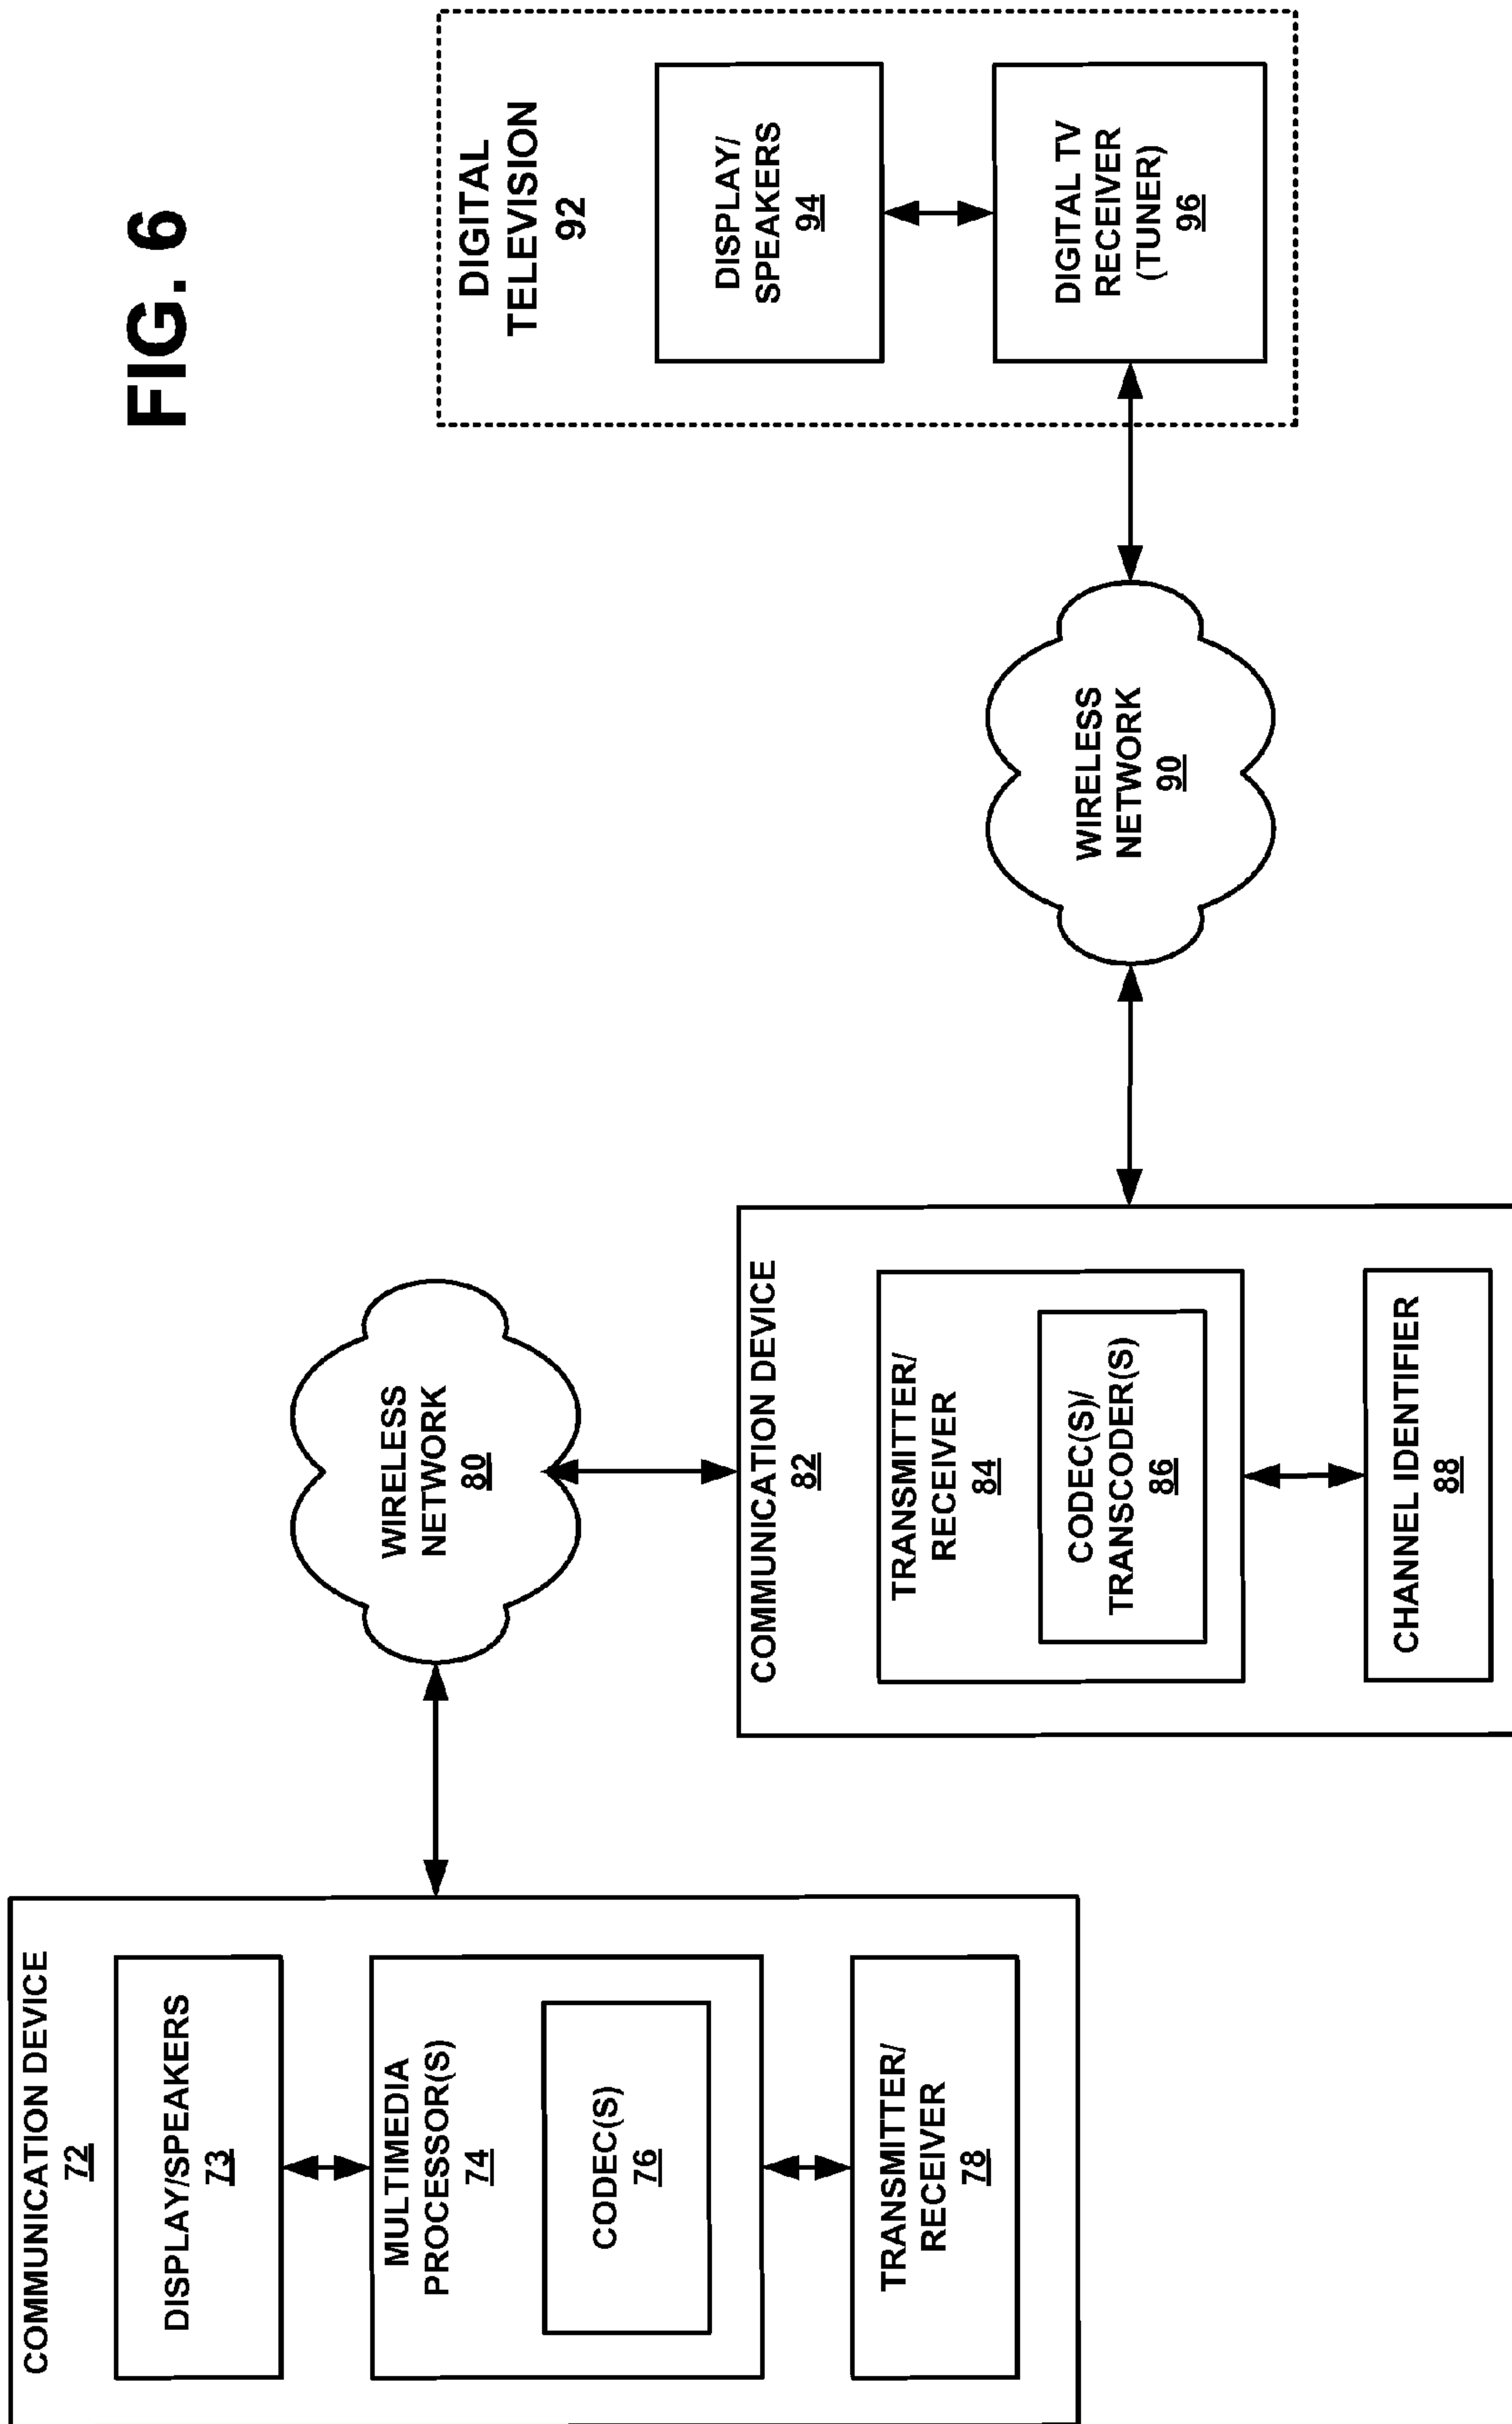 FIG. 6
COMMUNICATION DEVICE
72
DISPLAY/SPEAKERS
73
MULTIMEDIA
PROCESSOR(S)
74
CODEC(S)
76
TRANSMITTER/
RECEIVER
78
WIRELESS
NETWORK
80
COMMUNICATION DEVICE
82
TRANSMITTER/
RECEIVER
84
CODEC(S)/
TRANSCODER(S)
86
CHANNEL IDENTIFIER
88
WIRELESS
NETWORK
90
DIGITAL
TELEVISION
92
DISPLAY/
SPEAKERS
94
DIGITAL TV
RECEIVER
(TUNER)
96